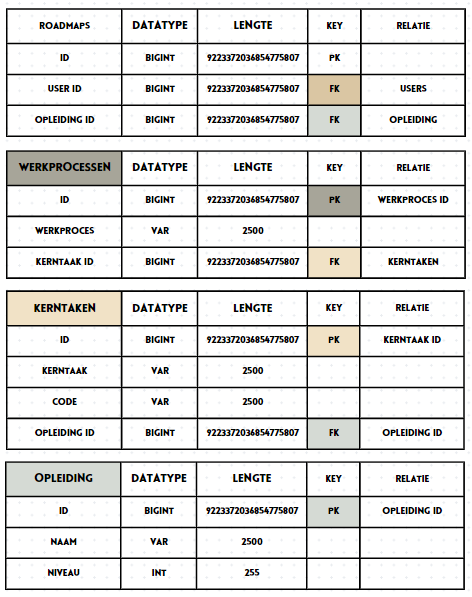 ROADMAPS DATATYPE LENGTE KEY RELATIE
ID BIGINT 9223372036854775807 PK
USER ID BIGINT 9223372036854775807 FK USERS
OPLEIDING ID BIGINT 9223372036854775807 FK OPLEIDING
WERKPROCESSEN DATATYPE LENGTE KEY RELATIE
ID BIGINT 9223372036854775807 PK WERKPROCES ID
WERKPROCES VAR 2500
KERNTAAK ID BIGINT 9223372036854775807 FK KERNTAKEN
KERNTAKEN DATATYPE LENGTE KEY RELATIE
ID BIGINT 9223372036854775807 PK KERNTAAK ID
KERNTAAK VAR 2500
CODE VAR 2500
OPLEIDING ID BIGINT 9223372036854775807 FK OPLEIDING ID
OPLEIDING DATATYPE LENGTE KEY RELATIE
ID BIGINT 9223372036854775807 PK OPLEIDING ID
NAAM VAR 2500
NIVEAU INT 255